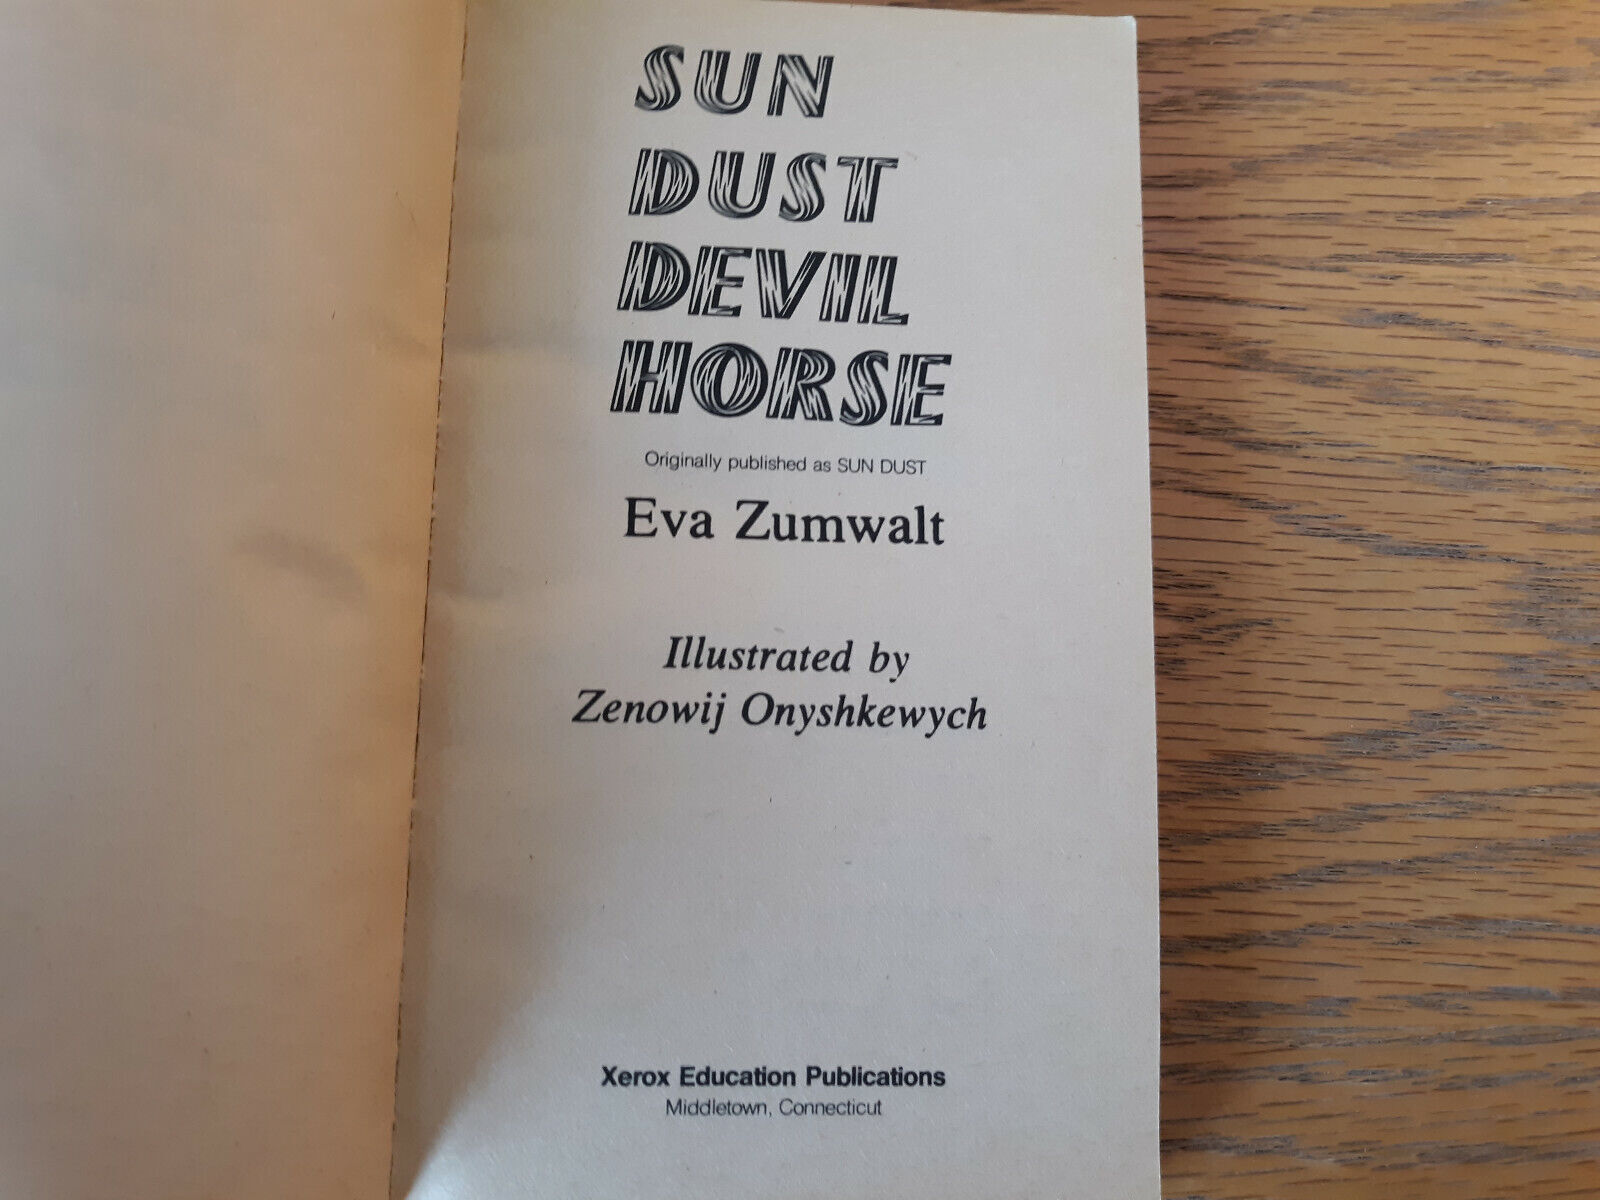 SUN
DUST
DEVIL
HORSE
Originally published as SUN DUST
Eva Zumwalt
Illustrated by
Zenowij Onyshkewych
Xerox Education Publications
Middletown, Connecticut